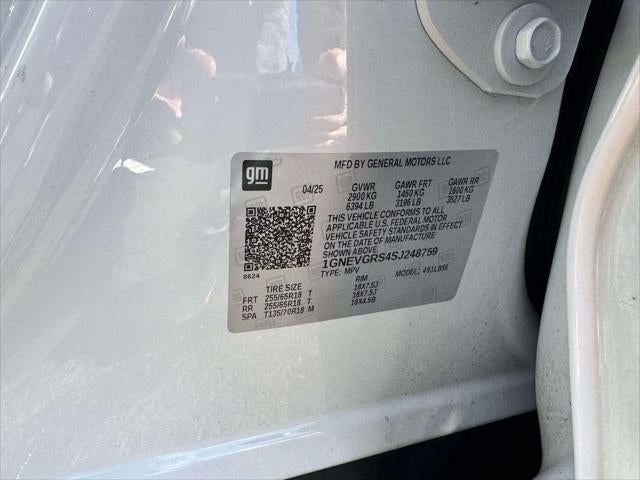 gm
MFD BY GENERAL MOTORS LLC
04/25 GVWR GAWR FRT GAWR RR
2900 KG 1450 KG 1600 KG
6394 LB 3196 LB 3527 LB
THIS VEHICLE CONFORMS TO ALL
APPLICABLE U.S. FEDERAL MOTOR
VEHICLE SAFETY STANDARDS IN
EFFECT ON THE DATE OF MANUFACTURE
SHOWN ABOVE.
1GNEVGRS4SJ248759
8624 TYPE: MPV MODEL: 491LB56
TIRE SIZE RIM
FRT 255/65R18 T 18X7.5J
RR 255/65R18 T 18X7.5J
SPA T135/70R18 M 18X4.5B